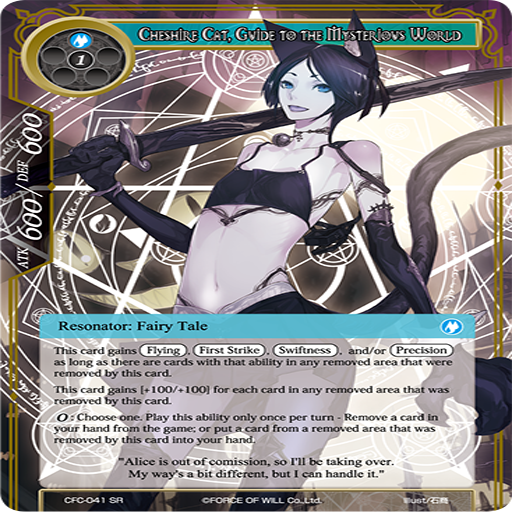 Cheshire Cat, Guide to the Mysterious World
1
ATK 600 / DEF 600
Resonator: Fairy Tale
This card gains Flying, First Strike, Swiftness, and/or Precision
as long as there are cards with that ability in any removed area that were
removed by this card.
This card gains [+100/+100] for each card in any removed area that was
removed by this card.
0 : Choose one. Play this ability only once per turn - Remove a card in
your hand from the game; or put a card from a removed area that was
removed by this card into your hand.
"Alice is out of comission, so I'll be taking over.
My way's a bit different, but I can handle it."
CFC-041 SR ©FORCE OF WILL Co.,Ltd. Illust/石喬